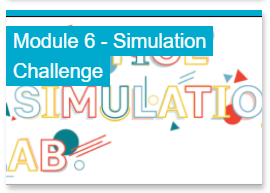 Module 6 - Simulation
Challenge
SIMULATIO
AB